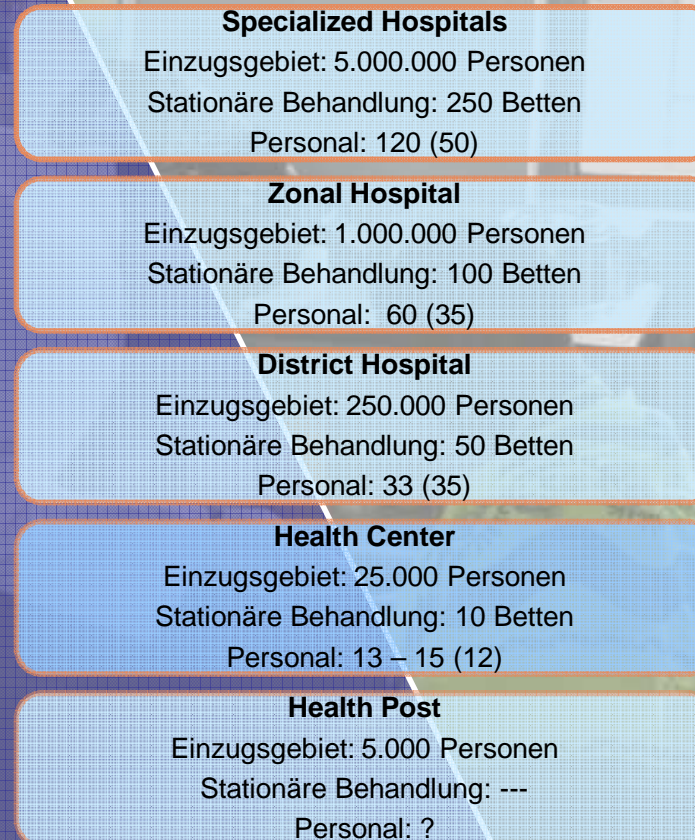 Specialized Hospitals
Einzugsgebiet: 5.000.000 Personen
Stationäre Behandlung: 250 Betten
Personal: 120 (50)
Zonal Hospital
Einzugsgebiet: 1.000.000 Personen
Stationäre Behandlung: 100 Betten
Personal: 60 (35)
District Hospital
Einzugsgebiet: 250.000 Personen
Stationäre Behandlung: 50 Betten
Personal: 33 (35)
Health Center
Einzugsgebiet: 25.000 Personen
Stationäre Behandlung: 10 Betten
Personal: 13 – 15 (12)
Health Post
Einzugsgebiet: 5.000 Personen
Stationäre Behandlung: ---
Personal: ?